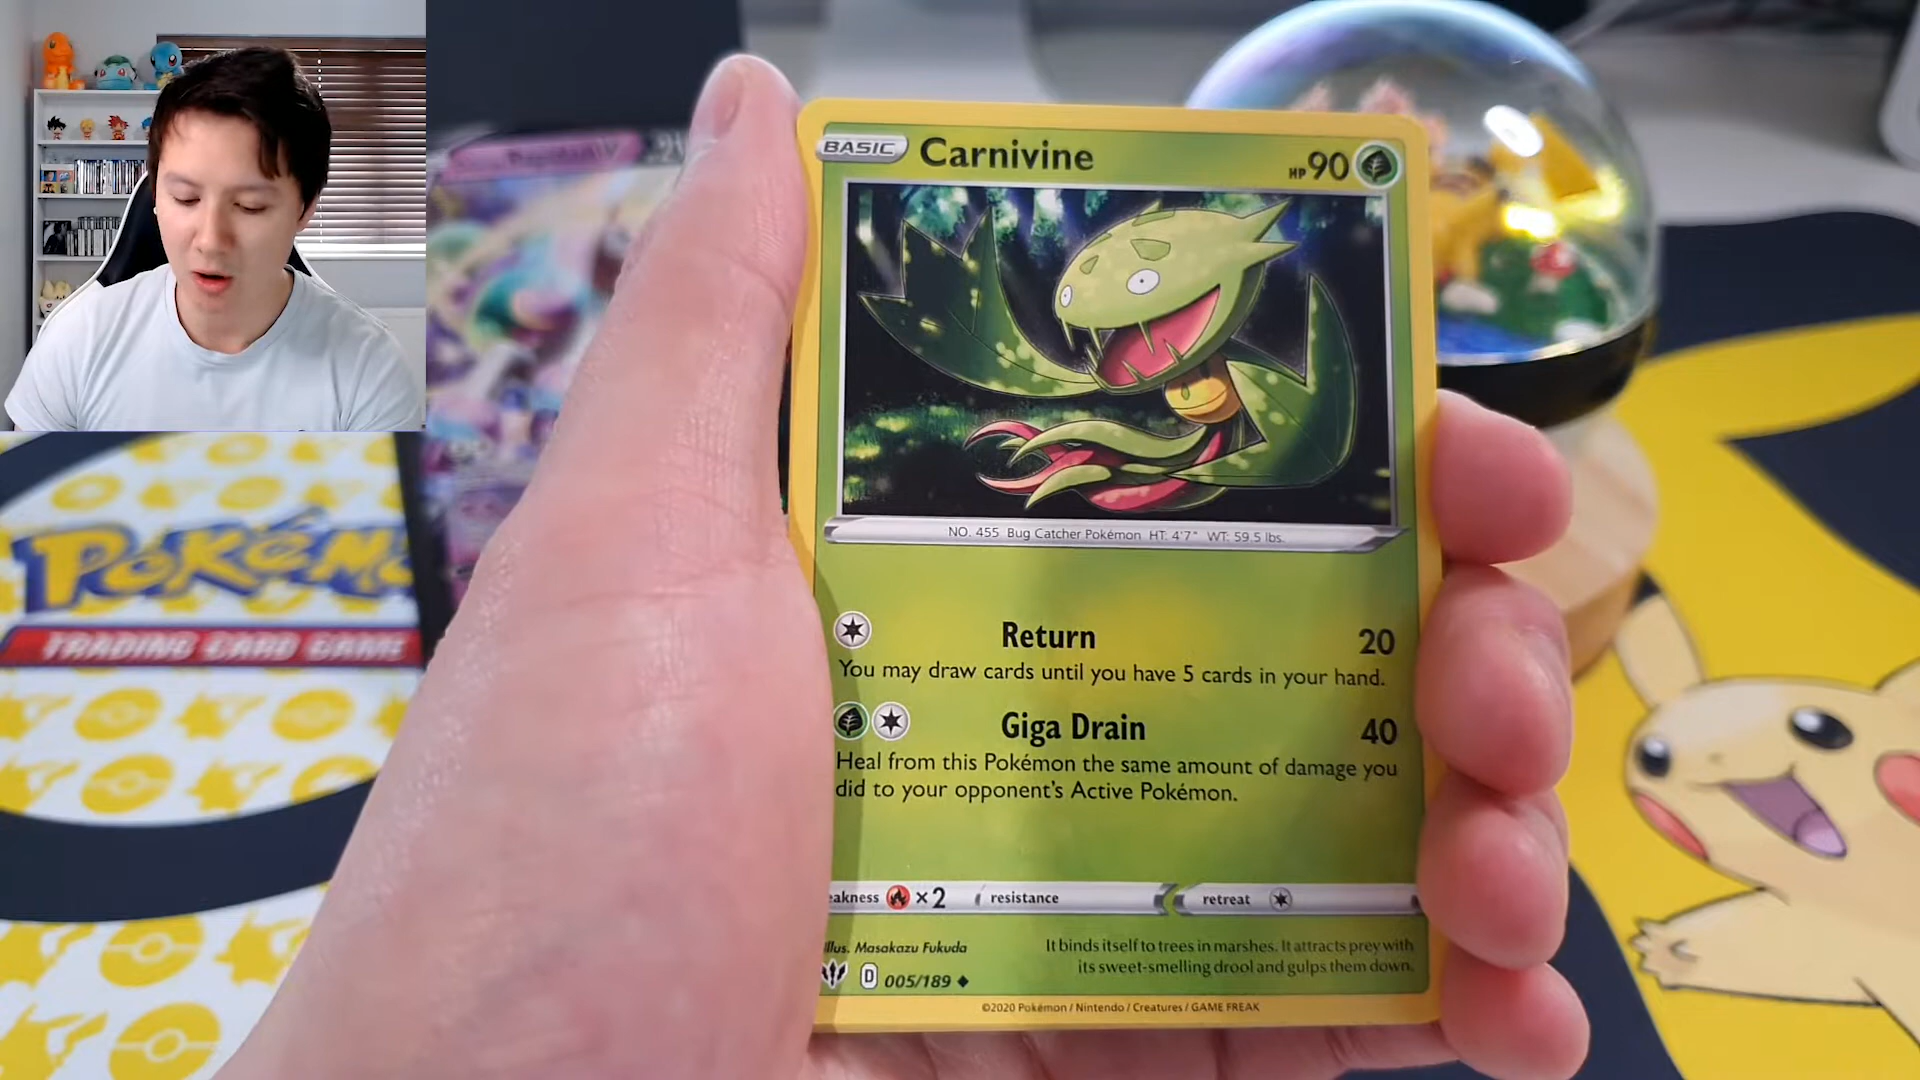 POKÉMO
TRADING CARD GAME
BASIC Carnivine HP 90
NO. 455 Bug Catcher Pokémon HT: 4'7" WT: 59.5 lbs.
Return 20
You may draw cards until you have 5 cards in your hand.
Giga Drain 40
Heal from this Pokémon the same amount of damage you
did to your opponent's Active Pokémon.
eakness ×2 resistance retreat
Illus. Masakazu Fukuda
It binds itself to trees in marshes. It attracts prey with
its sweet-smelling drool and gulps them down.
D 005/189
©2020 Pokémon / Nintendo / Creatures / GAME FREAK